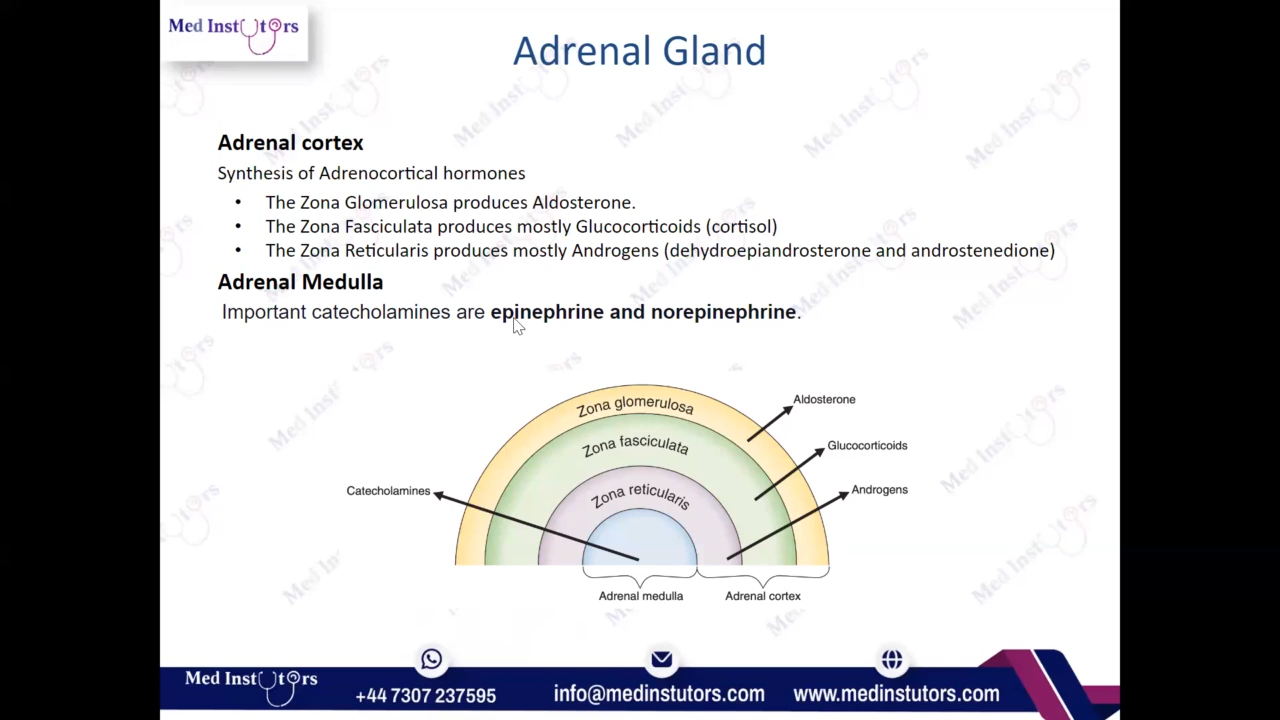 Med Instutors
Adrenal Gland
Adrenal cortex
Synthesis of Adrenocortical hormones
• The Zona Glomerulosa produces Aldosterone.
• The Zona Fasciculata produces mostly Glucocorticoids (cortisol)
• The Zona Reticularis produces mostly Androgens (dehydroepiandrosterone and androstenedione)
Adrenal Medulla
Important catecholamines are epinephrine and norepinephrine.
Zona glomerulosa
Aldosterone
Zona fasciculata
Glucocorticoids
Catecholamines
Zona reticularis
Androgens
Adrenal medulla
Adrenal cortex
Med Instutors
+44 7307 237595
info@medinstutors.com
www.medinstutors.com